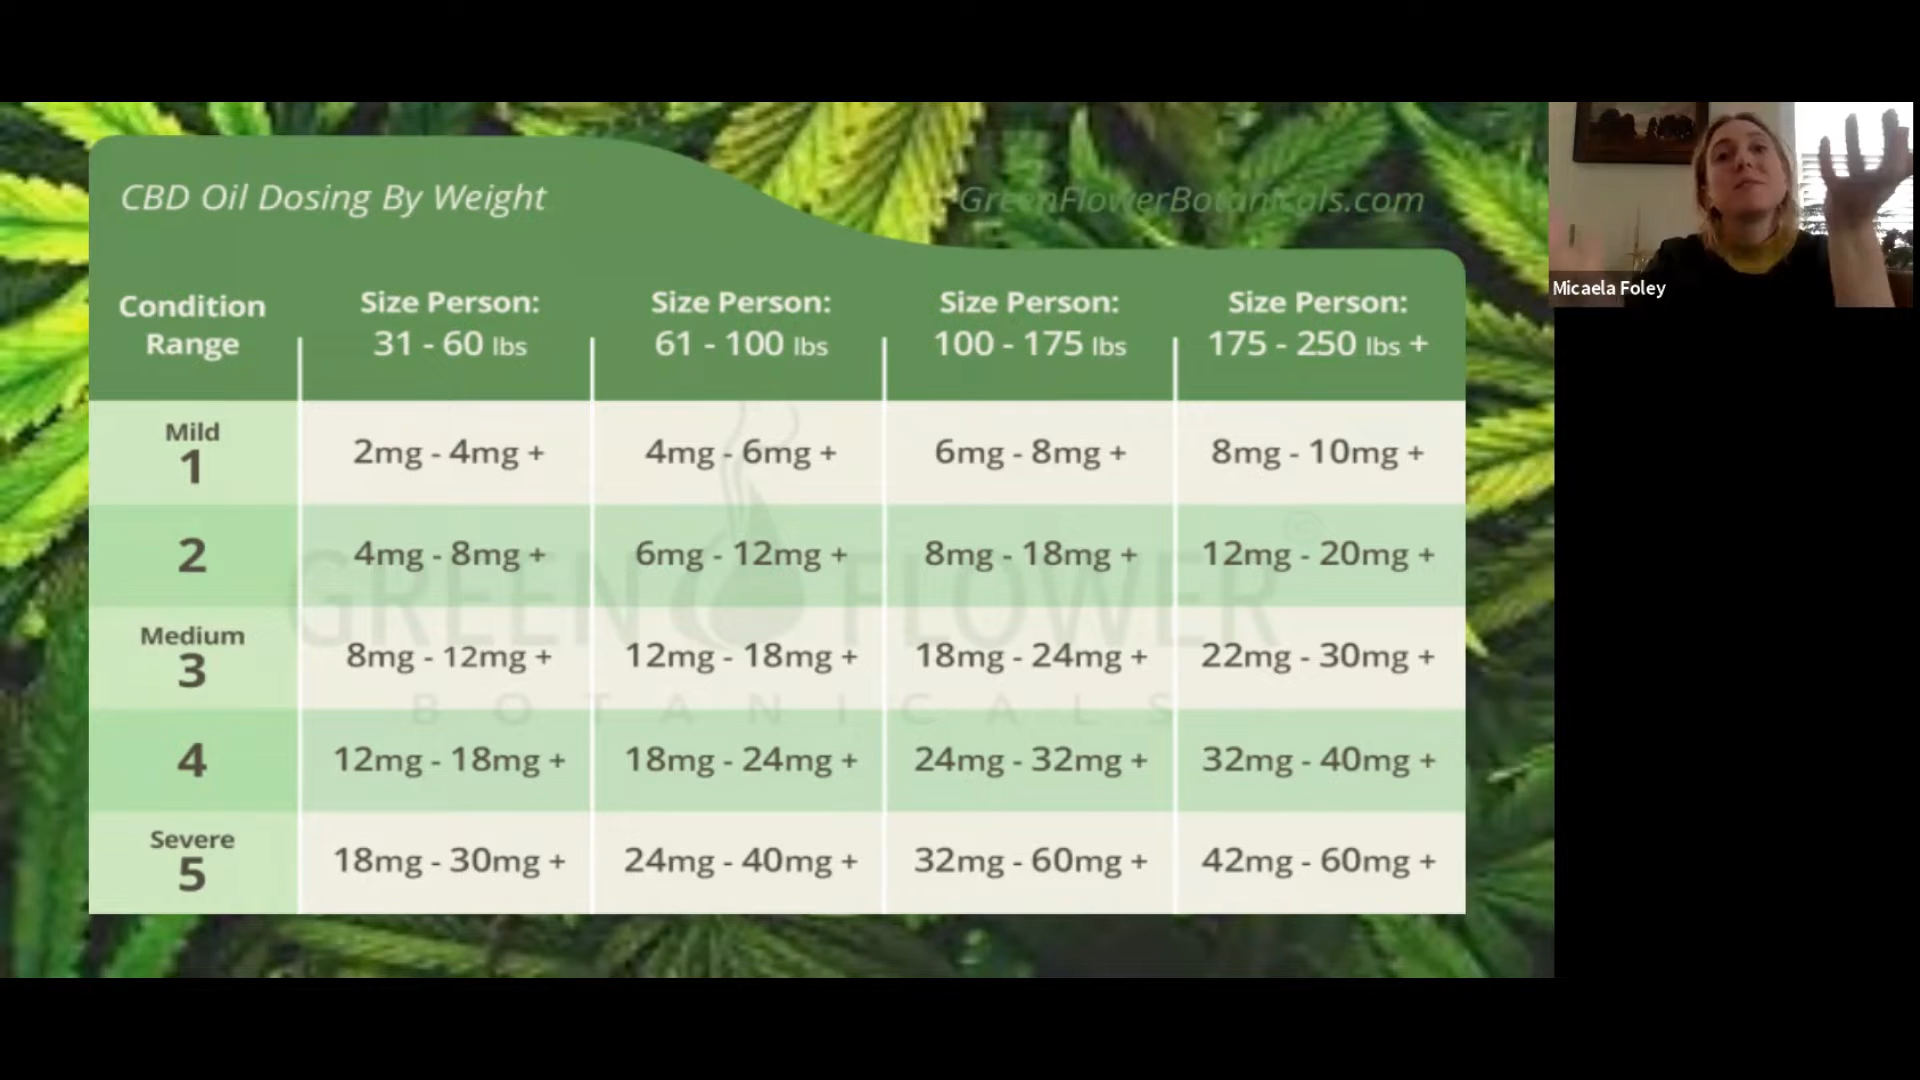 CBD Oil Dosing By Weight
GreenFlowerBotanicals.com
Condition Range
Size Person: 31 - 60 lbs
Size Person: 61 - 100 lbs
Size Person: 100 - 175 lbs
Size Person: 175 - 250 lbs +
Mild 1
2mg - 4mg +
4mg - 6mg +
6mg - 8mg +
8mg - 10mg +
2
4mg - 8mg +
6mg - 12mg +
8mg - 18mg +
12mg - 20mg +
Medium 3
8mg - 12mg +
12mg - 18mg +
18mg - 24mg +
22mg - 30mg +
4
12mg - 18mg +
18mg - 24mg +
24mg - 32mg +
32mg - 40mg +
Severe 5
18mg - 30mg +
24mg - 40mg +
32mg - 60mg +
42mg - 60mg +
GREEN FLOWER
BOTANICALS
©
Micaela Foley